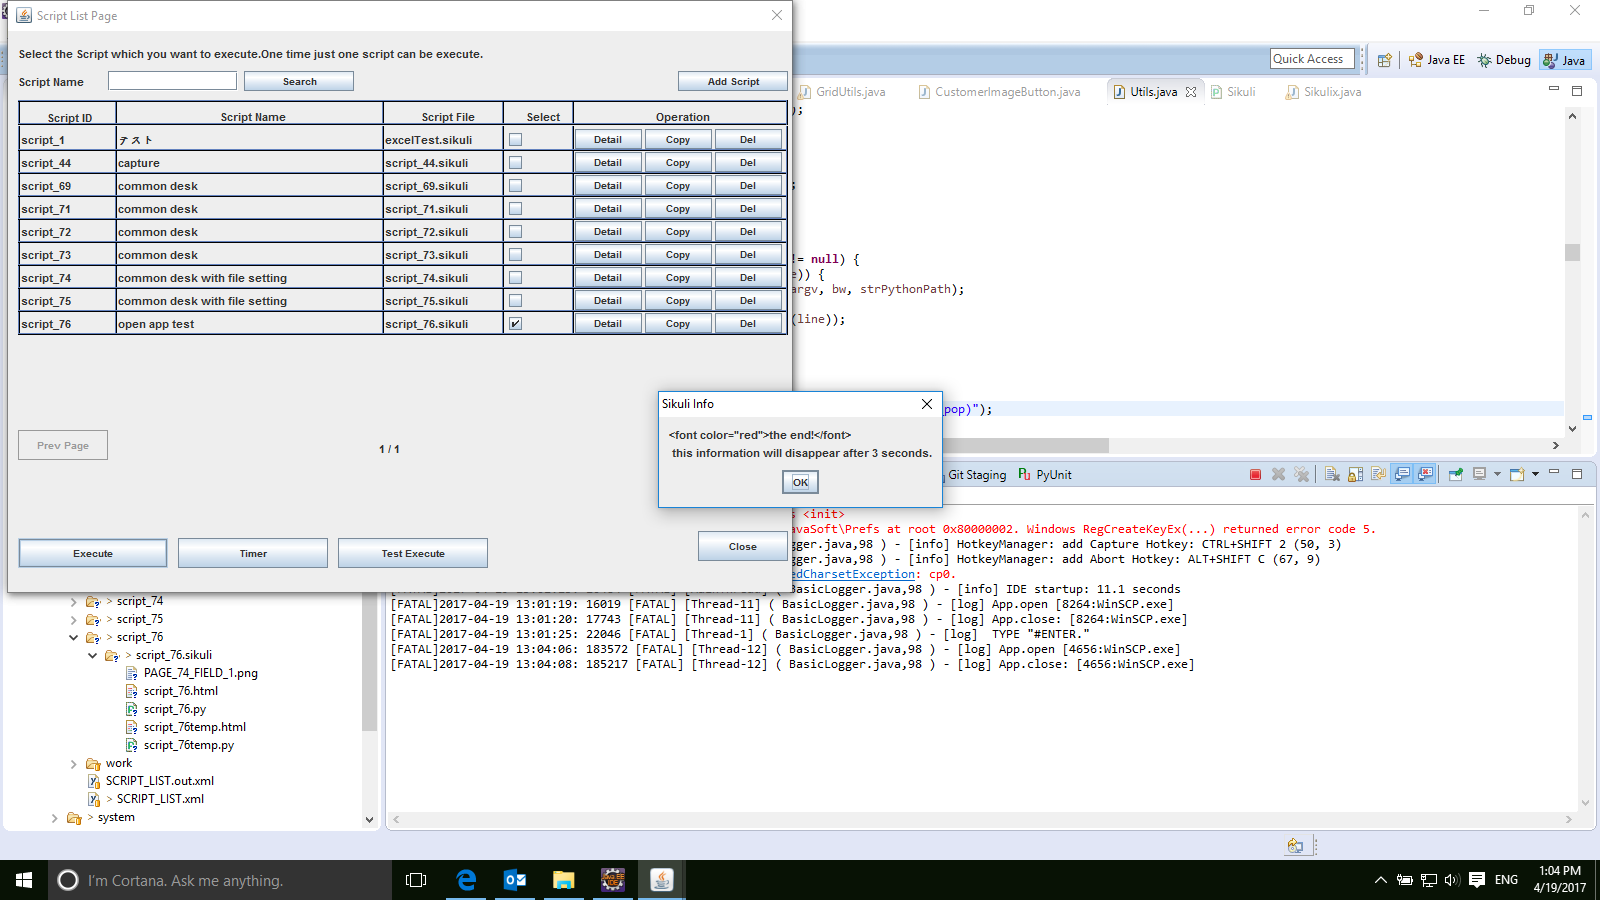 Script List Page
Select the Script which you want to execute.One time just one script can be execute.
Script Name
Search
Add Script
Script ID Script Name Script File Select Operation
script_1 テスト excelTest.sikuli Detail Copy Del
script_44 capture script_44.sikuli Detail Copy Del
script_69 common desk script_69.sikuli Detail Copy Del
script_71 common desk script_71.sikuli Detail Copy Del
script_72 common desk script_72.sikuli Detail Copy Del
script_73 common desk script_73.sikuli Detail Copy Del
script_74 common desk with file setting script_74.sikuli Detail Copy Del
script_75 common desk with file setting script_75.sikuli Detail Copy Del
script_76 open app test script_76.sikuli Detail Copy Del
Prev Page
1 / 1
Execute
Timer
Test Execute
Close
Sikuli Info
<font color="red">the end!</font>
this information will disappear after 3 seconds.
OK
Quick Access
Java EE
Debug
Java
GridUtils.java
CustomerImageButton.java
Utils.java
Sikuli
Sikulix.java
);
;
!= null) {
e)) {
argv, bw, strPythonPath);
(line));
pop)");
Git Staging
PyUnit
s <init>
avaSoft\Prefs at root 0x80000002. Windows RegCreateKeyEx(...) returned error code 5.
gger.java,98 ) - [info] HotkeyManager: add Capture Hotkey: CTRL+SHIFT 2 (50, 3)
gger.java,98 ) - [info] HotkeyManager: add Abort Hotkey: ALT+SHIFT C (67, 9)
edCharsetException: cp0.
BasicLogger.java,98 ) - [info] IDE startup: 11.1 seconds
[FATAL]2017-04-19 13:01:19: 16019 [FATAL] [Thread-11] ( BasicLogger.java,98 ) - [log] App.open [8264:WinSCP.exe]
[FATAL]2017-04-19 13:01:20: 17743 [FATAL] [Thread-11] ( BasicLogger.java,98 ) - [log] App.close: [8264:WinSCP.exe]
[FATAL]2017-04-19 13:01:25: 22046 [FATAL] [Thread-1] ( BasicLogger.java,98 ) - [log] TYPE "#ENTER."
[FATAL]2017-04-19 13:04:06: 183572 [FATAL] [Thread-12] ( BasicLogger.java,98 ) - [log] App.open [4656:WinSCP.exe]
[FATAL]2017-04-19 13:04:08: 185217 [FATAL] [Thread-12] ( BasicLogger.java,98 ) - [log] App.close: [4656:WinSCP.exe]
> script_74
> script_75
> script_76
> script_76.sikuli
PAGE_74_FIELD_1.png
script_76.html
script_76.py
script_76temp.html
script_76temp.py
work
SCRIPT_LIST.out.xml
> SCRIPT_LIST.xml
> system
I'm Cortana. Ask me anything.
ENG
1:04 PM
4/19/2017